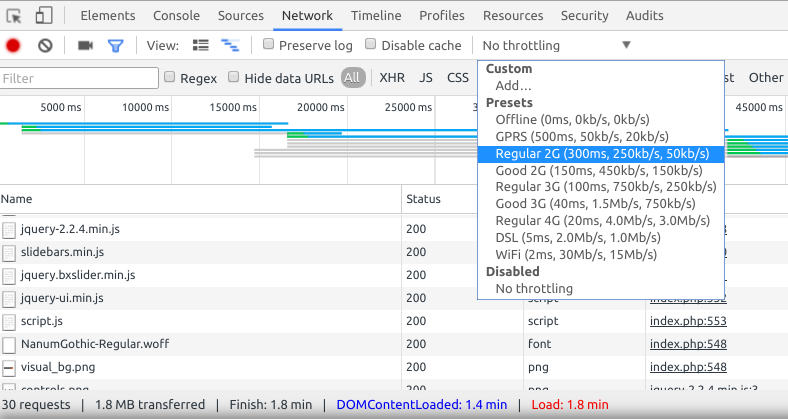 Elements Console Sources Network Timeline Profiles Resources Security Audits
View: Preserve log Disable cache No throttling
Filter Regex Hide data URLs All XHR JS CSS Other
5000 ms 10000 ms 15000 ms 20000 ms 25000 ms 45000 ms
Custom
Add...
Presets
Offline (0ms, 0kb/s, 0kb/s)
GPRS (500ms, 50kb/s, 20kb/s)
Regular 2G (300ms, 250kb/s, 50kb/s)
Good 2G (150ms, 450kb/s, 150kb/s)
Regular 3G (100ms, 750kb/s, 250kb/s)
Good 3G (40ms, 1.5Mb/s, 750kb/s)
Regular 4G (20ms, 4.0Mb/s, 3.0Mb/s)
DSL (5ms, 2.0Mb/s, 1.0Mb/s)
WiFi (2ms, 30Mb/s, 15Mb/s)
Disabled
No throttling
Name Status
jquery-2.2.4.min.js 200
slidebars.min.js 200
jquery.bxslider.min.js 200
jquery-ui.min.js 200 script index.php:552
script.js 200 script index.php:553
NanumGothic-Regular.woff 200 font index.php:548
visual_bg.png 200 png index.php:548
controls.png 200 png jquery-2.2.4.min.js:3
30 requests | 1.8 MB transferred | Finish: 1.8 min | DOMContentLoaded: 1.4 min | Load: 1.8 min